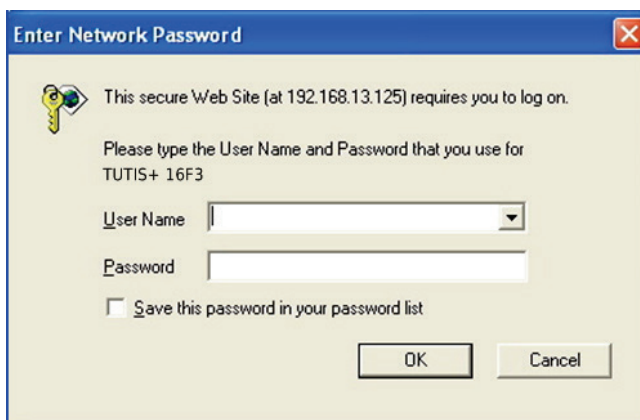 Enter Network Password
This secure Web Site (at 192.168.13.125) requires you to log on.
Please type the User Name and Password that you use for
TUTIS+ 16F3
User Name
Password
Save this password in your password list
OK
Cancel